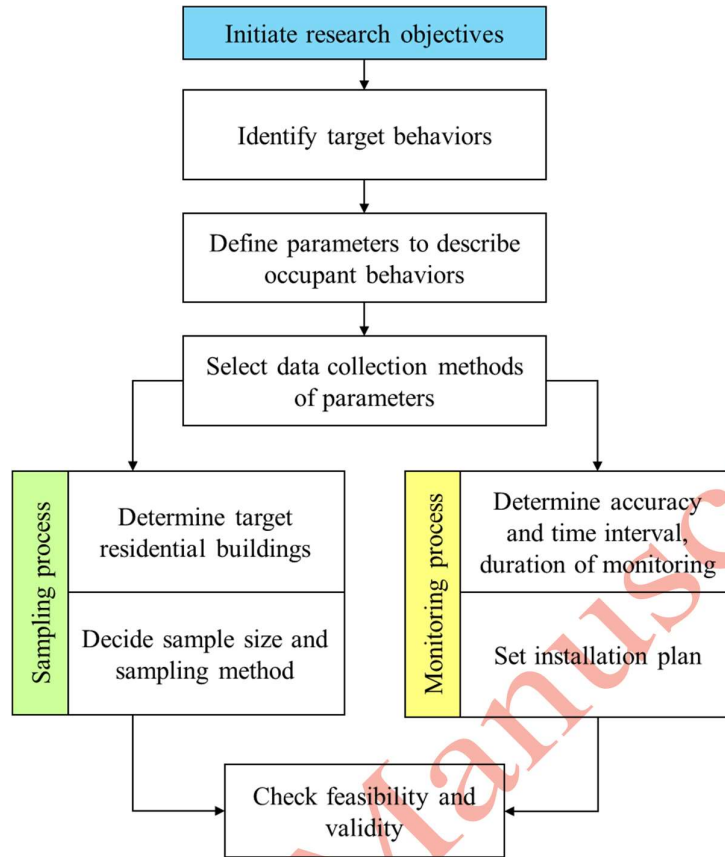 Initiate research objectives
Identify target behaviors
Define parameters to describe
occupant behaviors
Select data collection methods
of parameters
Sampling process
Determine target
residential buildings
Decide sample size and
sampling method
Monitoring process
Determine accuracy
and time interval,
duration of monitoring
Set installation plan
Check feasibility and
validity
Manusc